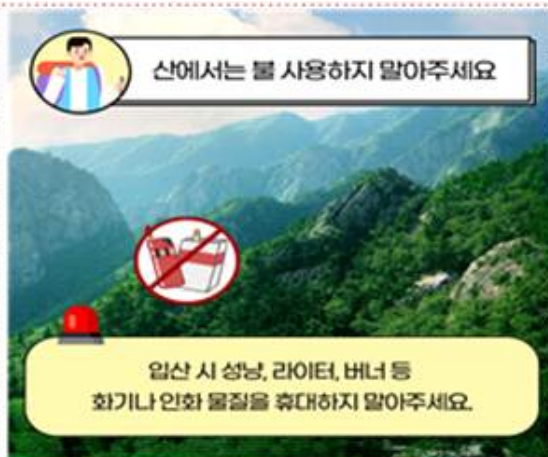 산에서는 불 사용하지 말아주세요
입산 시 성냥, 라이터, 버너 등
화기나 인화 물질을 휴대하지 말아주세요.